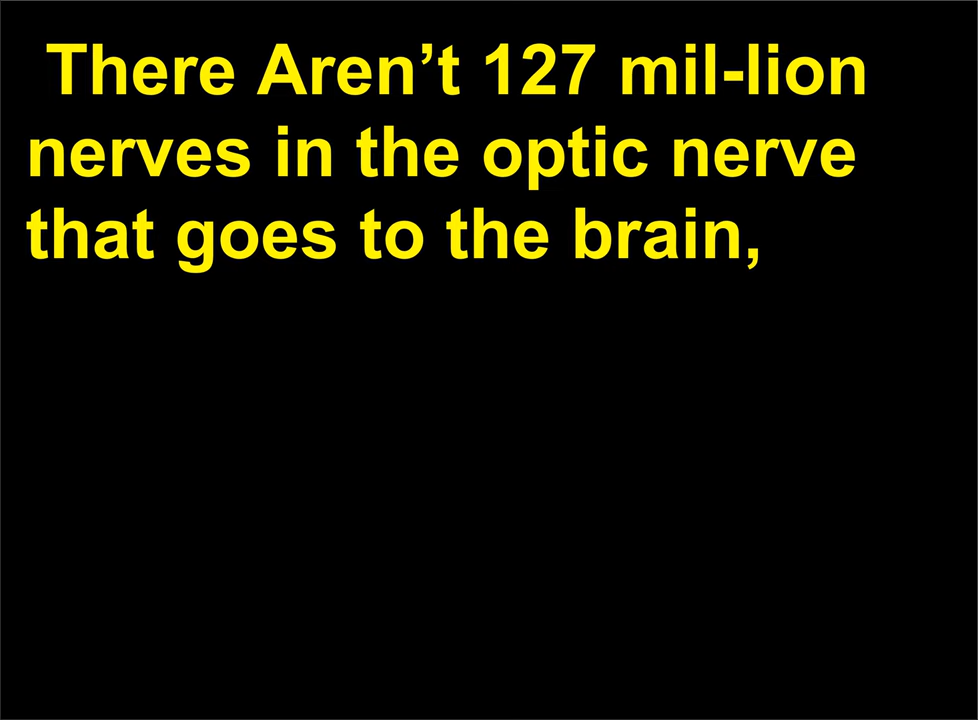 There Aren’t 127 mil-lion
nerves in the optic nerve
that goes to the brain,